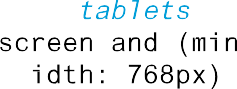 tablets
screen and (min
idth: 768px)